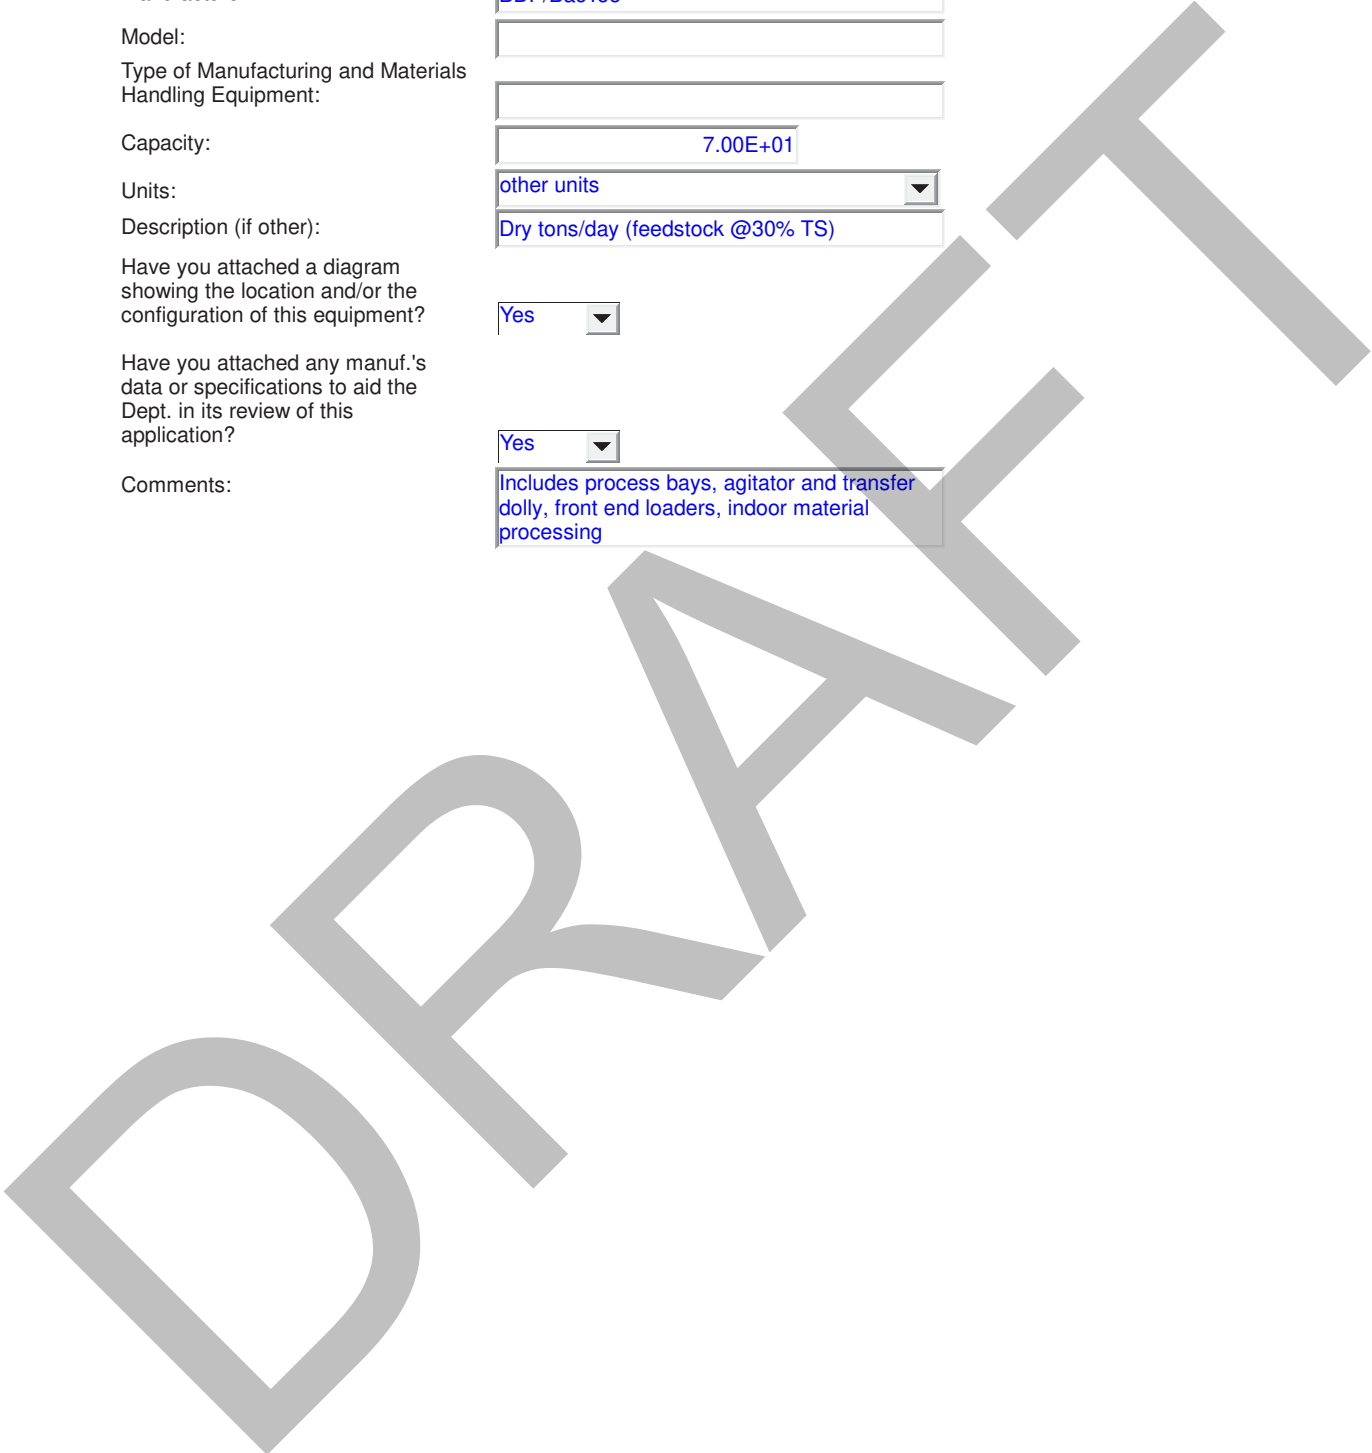 Model:
Type of Manufacturing and Materials
Handling Equipment:
Capacity:
7.00E+01
Units:
other units
Description (if other):
Dry tons/day (feedstock @30% TS)
Have you attached a diagram
showing the location and/or the
configuration of this equipment?
Yes
Have you attached any manuf.'s
data or specifications to aid the
Dept. in its review of this
application?
Yes
Comments:
Includes process bays, agitator and transfer
dolly, front end loaders, indoor material
processing
DRAFT